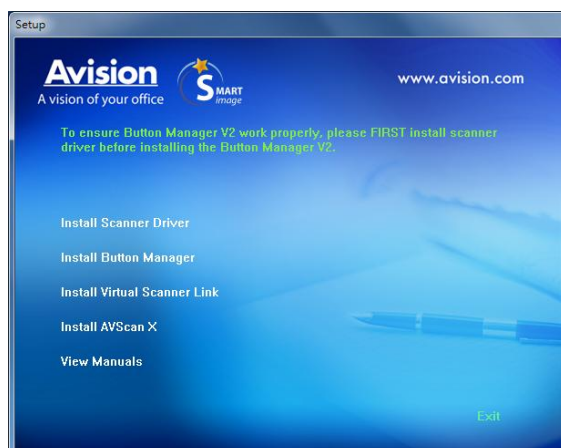 Setup
Avision
A vision of your office
SMART
image
www.avision.com
To ensure Button Manager V2 work properly, please FIRST install scanner
driver before installing the Button Manager V2.
Install Scanner Driver
Install Button Manager
Install Virtual Scanner Link
Install AVScan X
View Manuals
Exit